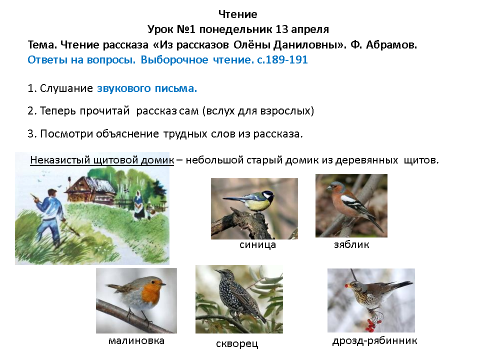 Чтение
Урок №1 понедельник 13 апреля
Тема. Чтение рассказа «Из рассказов Олёны Даниловны». Ф. Абрамов.
Ответы на вопросы. Выборочное чтение. с.189-191
1. Слушание звукового письма.
2. Теперь прочитай рассказ сам (вслух для взрослых)
3. Посмотри объяснение трудных слов из рассказа.
Неказистый щитовой домик – небольшой старый домик из деревянных щитов.
синица
зяблик
малиновка
скворец
дрозд-рябинник